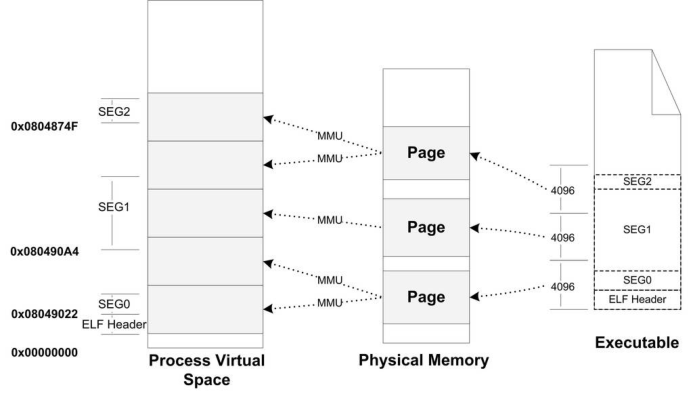 SEG2
0x0804874F
SEG1
0x080490A4
SEG0
0x08049022
ELF Header
0x00000000
Process Virtual
Space
MMU
MMU
MMU
MMU
MMU
Page
Page
Page
Physical Memory
4096
4096
4096
SEG2
SEG1
SEG0
ELF Header
Executable